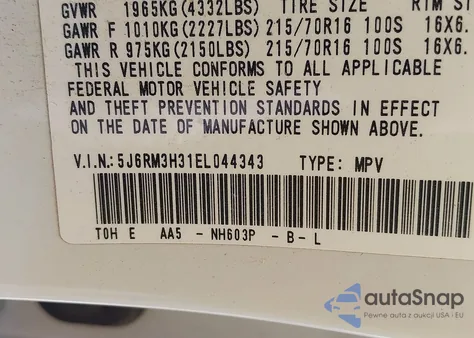 GVWR 1965KG(4332LBS) TIRE SIZE RIM SI
GAWR F 1010KG(2227LBS) 215/70R16 100S 16X6.
GAWR R 975KG(2150LBS) 215/70R16 100S 16X6.
THIS VEHICLE CONFORMS TO ALL APPLICABLE
FEDERAL MOTOR VEHICLE SAFETY
AND THEFT PREVENTION STANDARDS IN EFFECT
ON THE DATE OF MANUFACTURE SHOWN ABOVE.
V.I.N.:5J6RM3H31EL044343 TYPE: MPV
T0H E AA5 - NH603P - B - L
autoSnap
Pewne auta z aukcji USA i EU